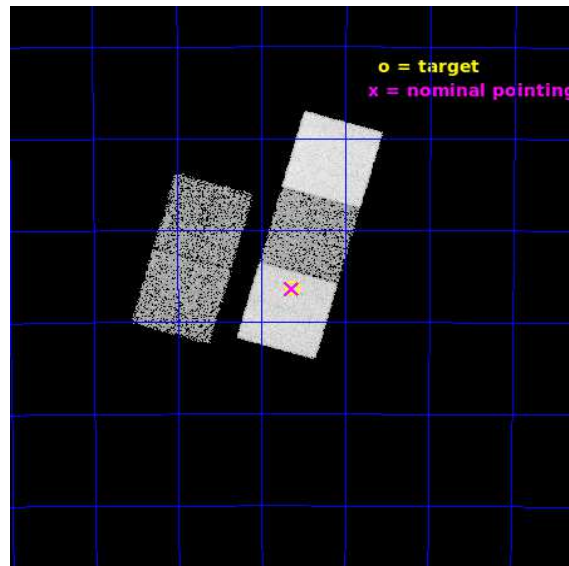 o = target
x = nominal pointing